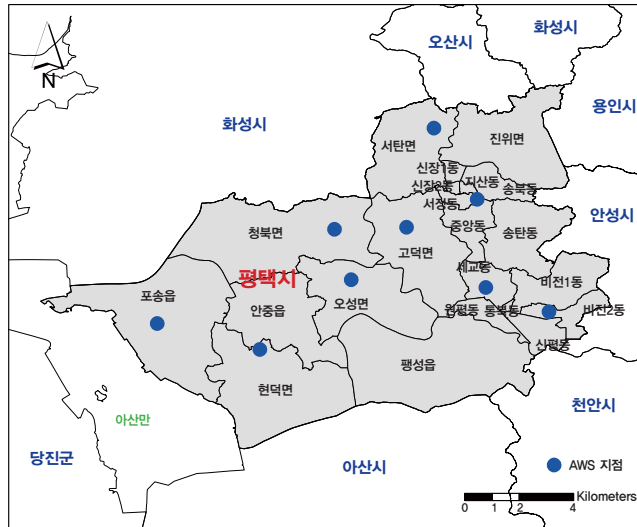 화성시
오산시
N
용인시
화성시
진위면
서탄면
신장1동
지산동
신장2동
송북동
서정동
안성시
중앙동
송탄동
청북면
고덕면
세교동
평택시
비전1동
포송읍
안중읍
오성면
통복동
비전2동
신평동
팽성읍
현덕면
천안시
아산만
당진군
아산시
AWS 지점
Kilometers
0 1 2 4